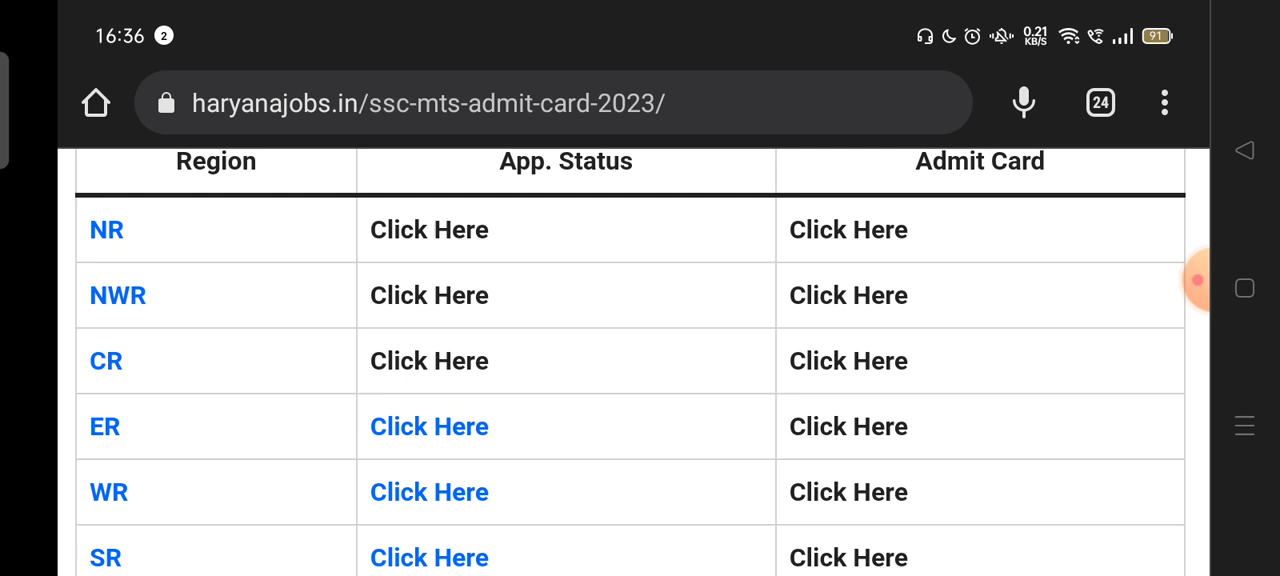 16:36 2 0.21 KB/S 91
haryanajobs.in/ssc-mts-admit-card-2023/ 24
Region App. Status Admit Card
NR Click Here Click Here
NWR Click Here Click Here
CR Click Here Click Here
ER Click Here Click Here
WR Click Here Click Here
SR Click Here Click Here